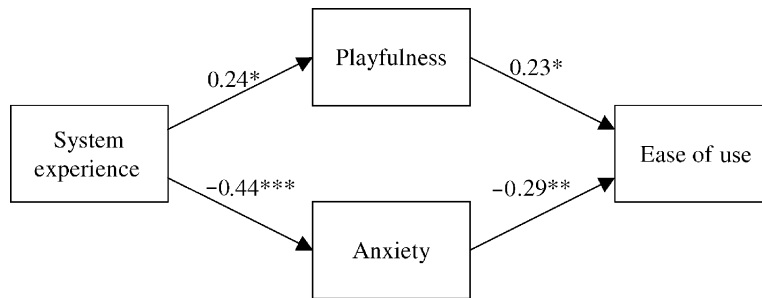 Playfulness
0.24*
0.23*
System
experience
Ease of use
−0.44***
−0.29**
Anxiety